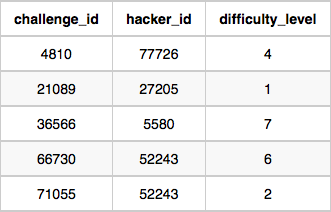 challenge_id hacker_id difficulty_level
4810 77726 4
21089 27205 1
36566 5580 7
66730 52243 6
71055 52243 2